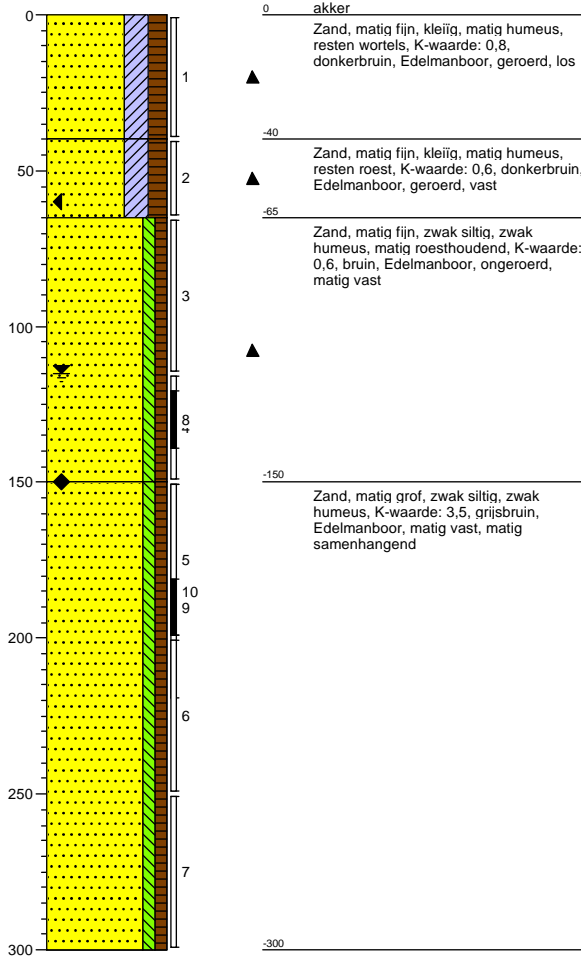 0
50
100
150
200
250
300
1
2
3
8
4
5
10
9
6
7
0
akker
Zand, matig fijn, kleiïg, matig humeus,
resten wortels, K-waarde: 0,8,
donkerbruin, Edelmanboor, geroerd, los
-40
Zand, matig fijn, kleiïg, matig humeus,
resten roest, K-waarde: 0,6, donkerbruin,
Edelmanboor, geroerd, vast
-65
Zand, matig fijn, zwak siltig, zwak
humeus, matig roesthoudend, K-waarde:
0,6, bruin, Edelmanboor, ongeroerd,
matig vast
-150
Zand, matig grof, zwak siltig, zwak
humeus, K-waarde: 3,5, grijsbruin,
Edelmanboor, matig vast, matig
samenhangend
-300